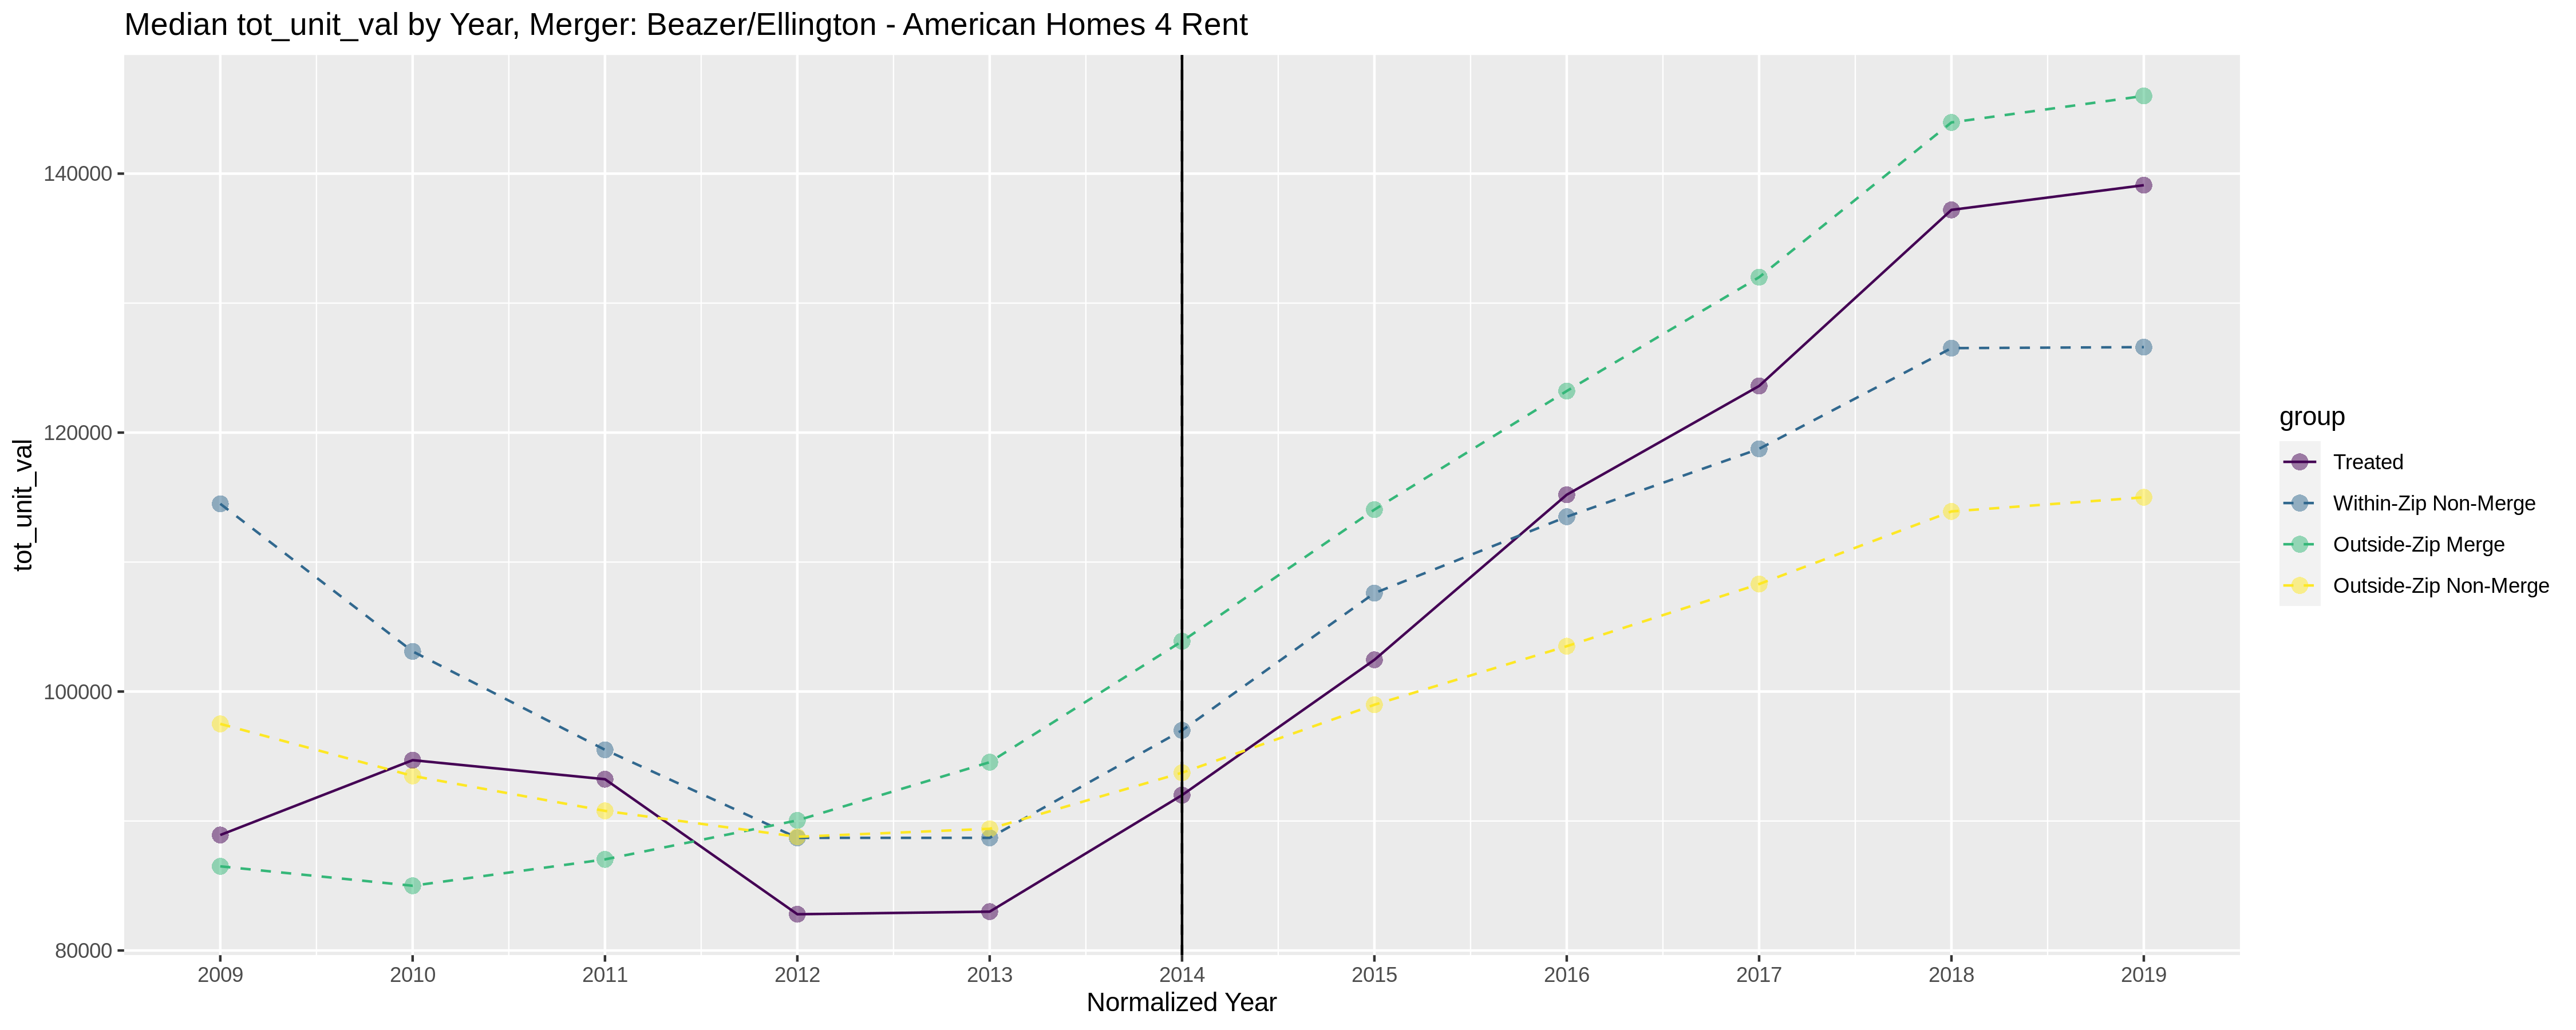 Median tot_unit_val by Year, Merger: Beazer/Ellington - American Homes 4 Rent
tot_unit_val
140000
120000
100000
80000
2009 2010 2011 2012 2013 2014 2015 2016 2017 2018 2019
Normalized Year
group
Treated
Within-Zip Non-Merge
Outside-Zip Merge
Outside-Zip Non-Merge